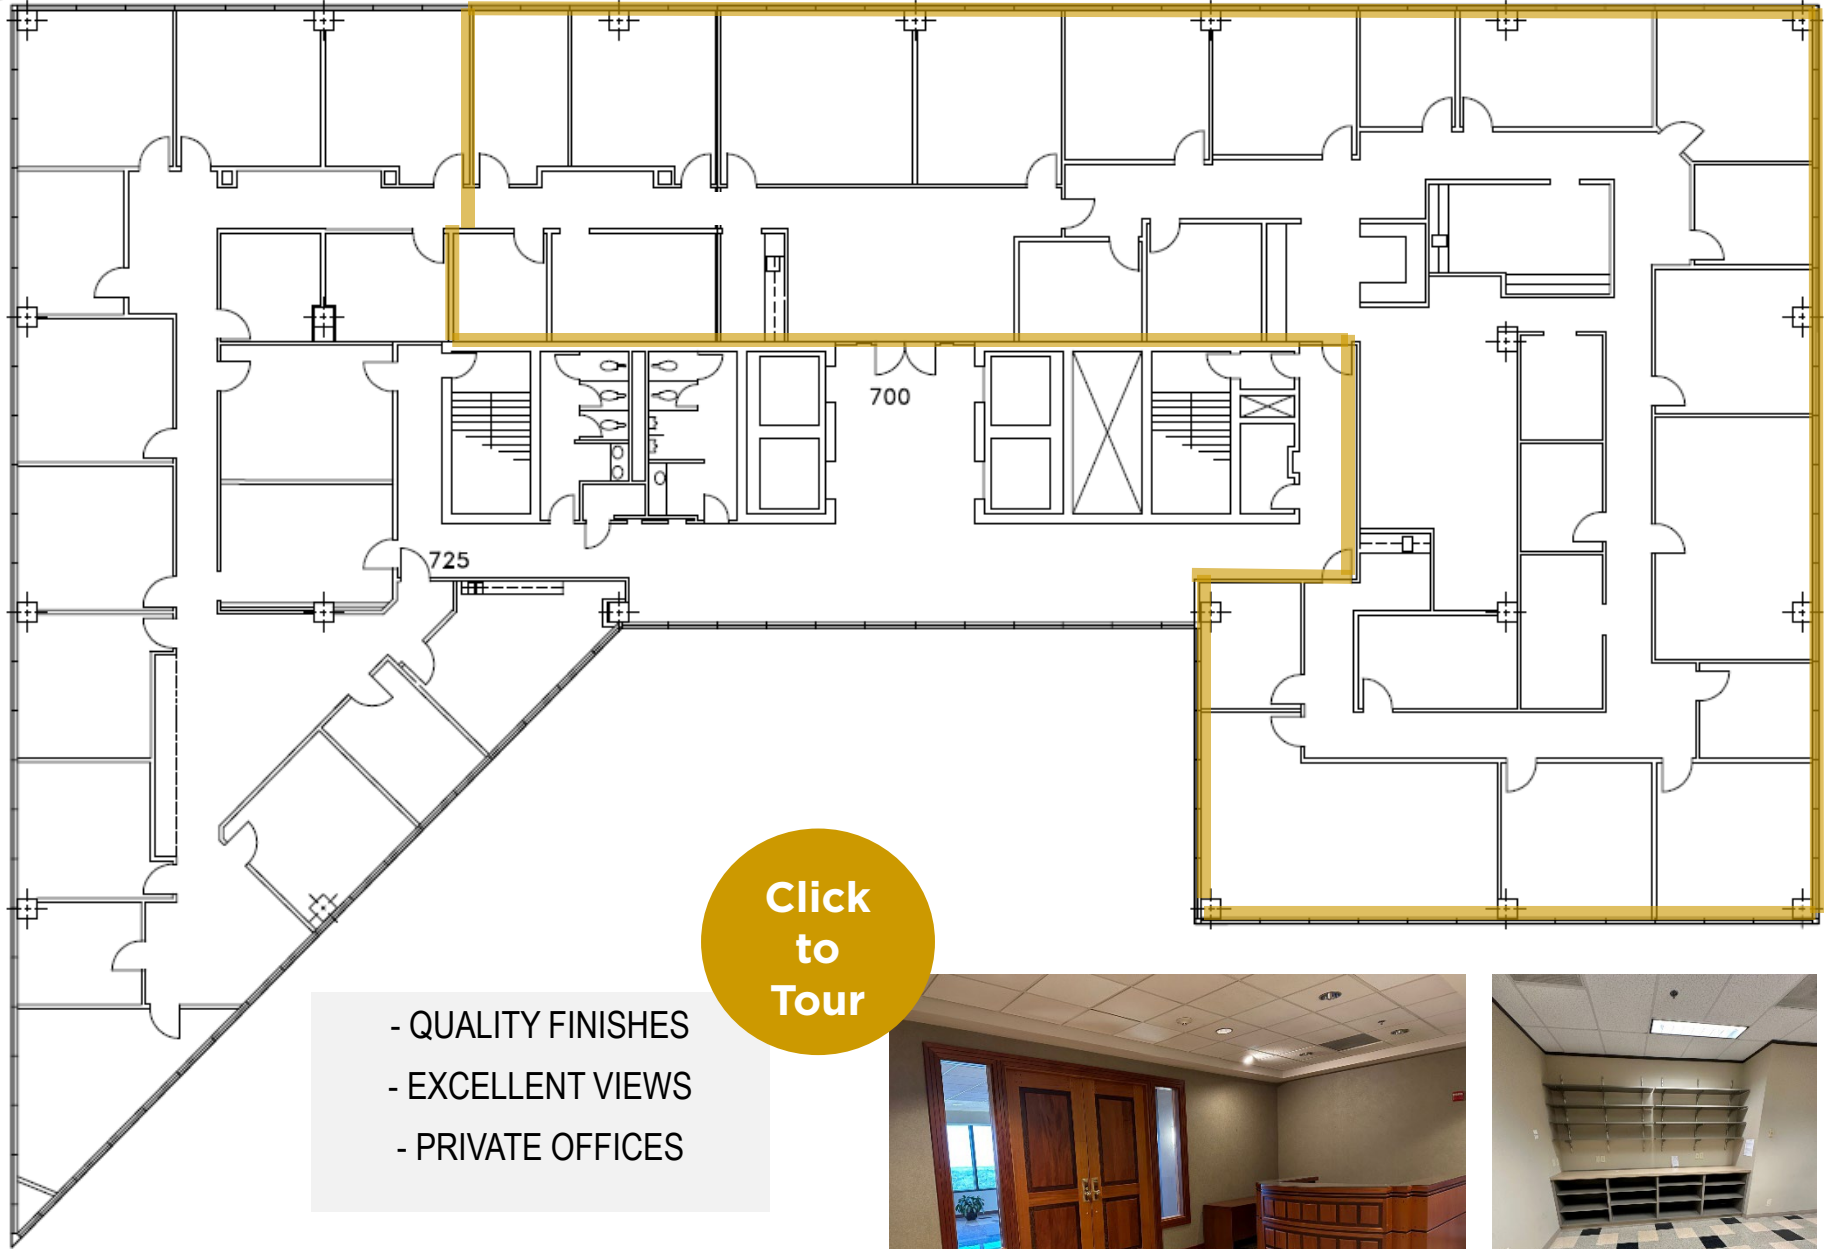 700
725
Click
to
Tour
- QUALITY FINISHES
- EXCELLENT VIEWS
- PRIVATE OFFICES